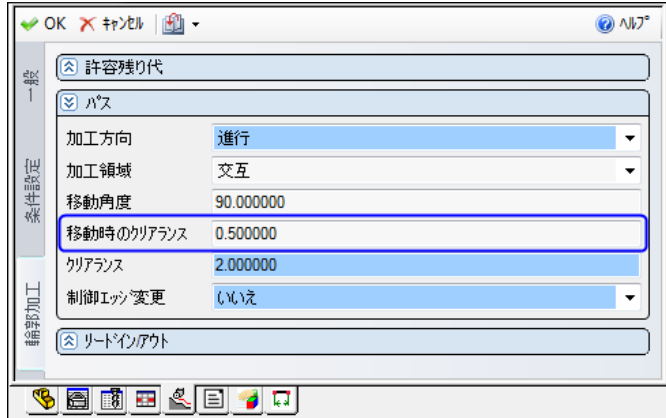 OK キャンセル ヘルプ
一般
条件設定
輪郭加工
許容残り代
パス
加工方向 進行
加工領域 交互
移動角度 90.000000
移動時のクリアランス 0.500000
クリアランス 2.000000
制御エッジ変更 いいえ
リードイン/アウト